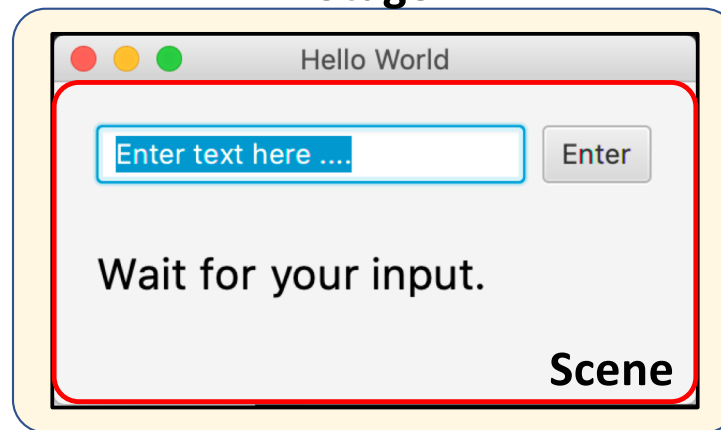 Hello World
Enter text here ....
Enter
Wait for your input.
Scene